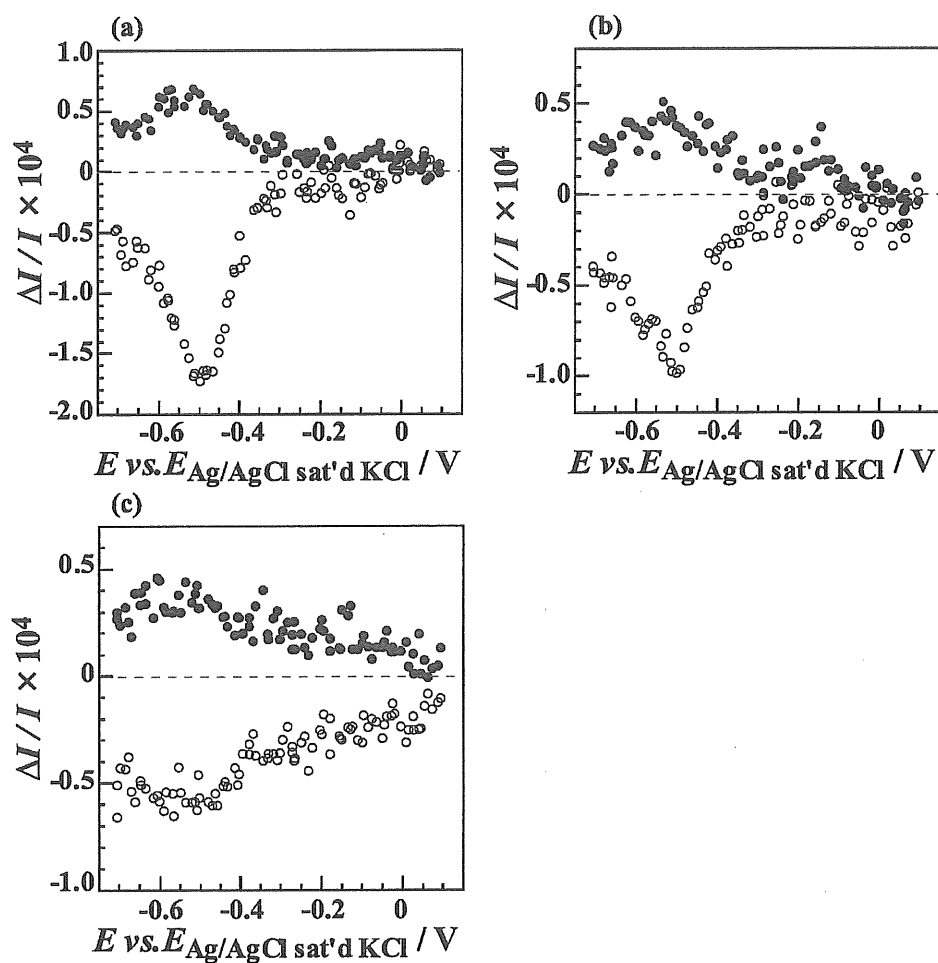 (a)
1.0
0.5
0
-0.5
-1.0
-1.5
-2.0
ΔI / I × 10⁴
-0.6 -0.4 -0.2 0
E vs. E Ag/AgCl sat'd KCl / V
(b)
0.5
0
-0.5
-1.0
ΔI / I × 10⁴
-0.6 -0.4 -0.2 0
E vs. E Ag/AgCl sat'd KCl / V
(c)
0.5
0
-0.5
-1.0
ΔI / I × 10⁴
-0.6 -0.4 -0.2 0
E vs. E Ag/AgCl sat'd KCl / V